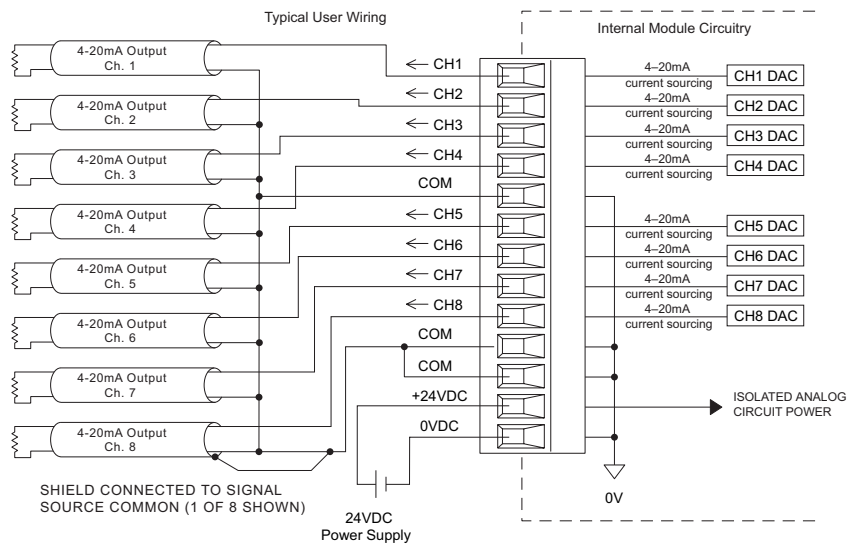 Typical User Wiring
Internal Module Circuitry
4-20mA Output
Ch. 1
4-20mA Output
Ch. 2
4-20mA Output
Ch. 3
4-20mA Output
Ch. 4
4-20mA Output
Ch. 5
4-20mA Output
Ch. 6
4-20mA Output
Ch. 7
4-20mA Output
Ch. 8
SHIELD CONNECTED TO SIGNAL
SOURCE COMMON (1 OF 8 SHOWN)
CH1
CH2
CH3
CH4
COM
CH5
CH6
CH7
CH8
COM
COM
+24VDC
0VDC
24VDC
Power Supply
4–20mA
current sourcing
CH1 DAC
4–20mA
current sourcing
CH2 DAC
4–20mA
current sourcing
CH3 DAC
4–20mA
current sourcing
CH4 DAC
4–20mA
current sourcing
CH5 DAC
4–20mA
current sourcing
CH6 DAC
4–20mA
current sourcing
CH7 DAC
4–20mA
current sourcing
CH8 DAC
ISOLATED ANALOG
CIRCUIT POWER
0V